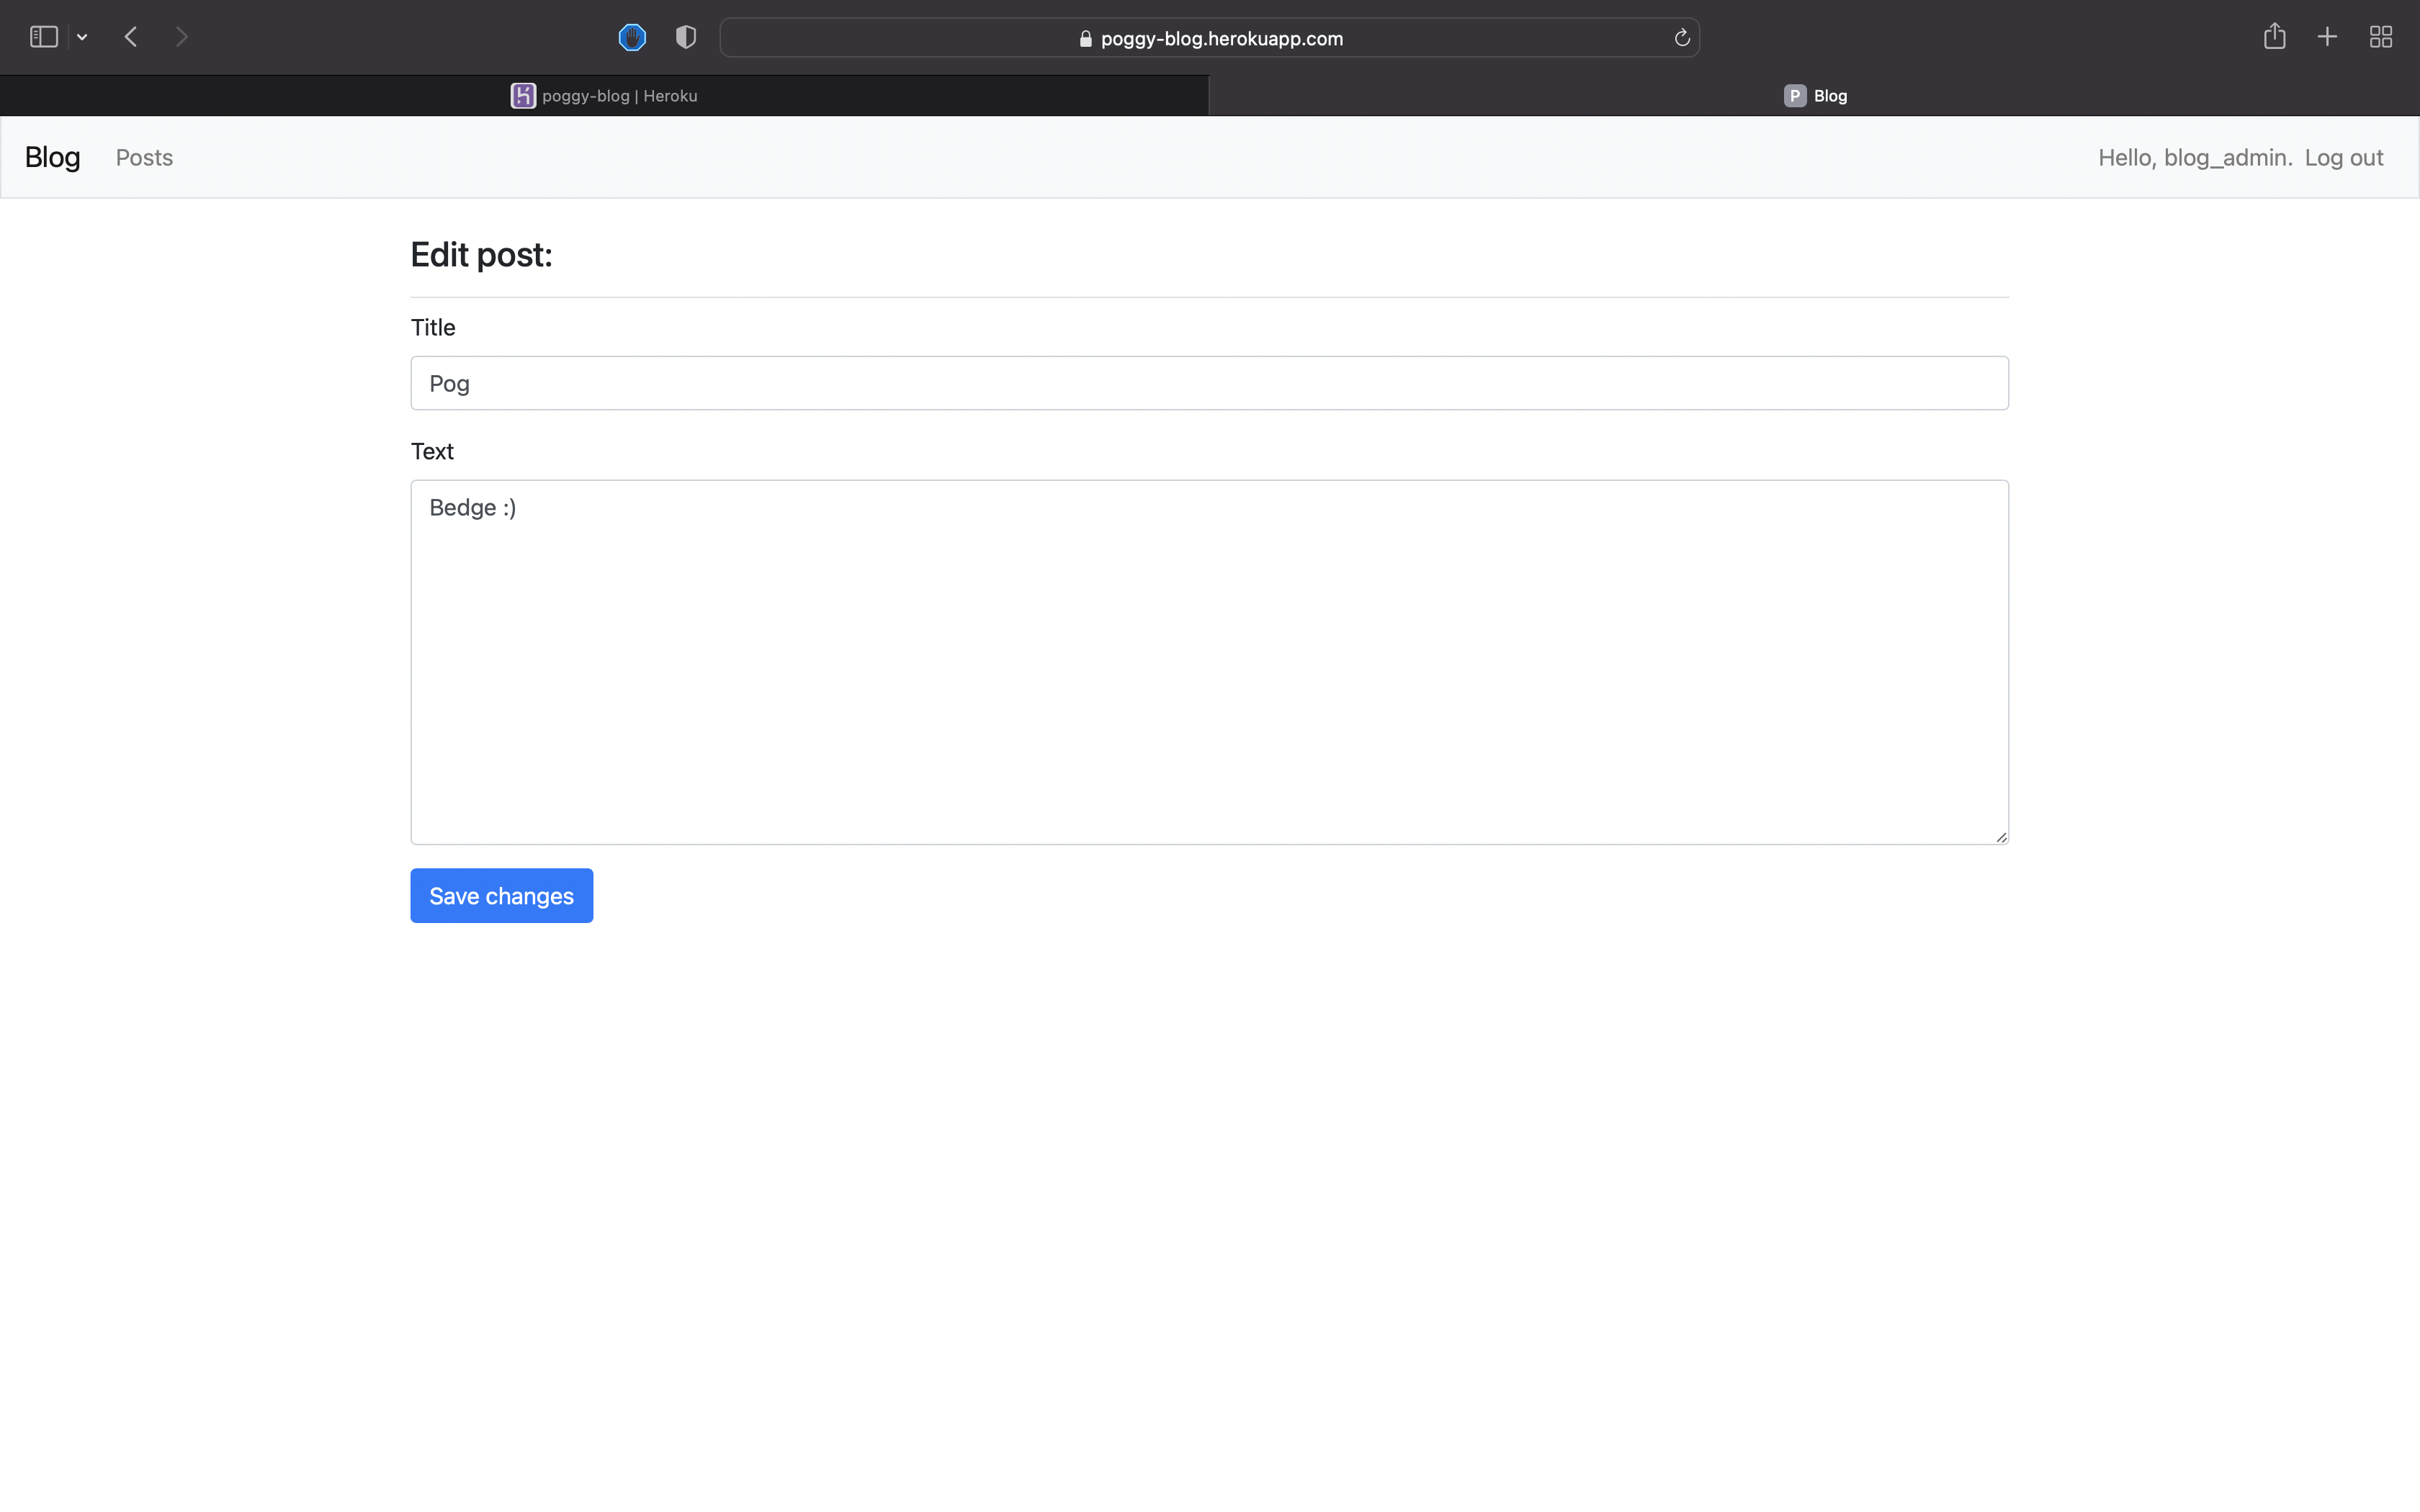 poggy-blog.herokuapp.com
poggy-blog | Heroku
P Blog
Blog Posts Hello, blog_admin. Log out
Edit post:
Title
Pog
Text
Bedge :)
Save changes